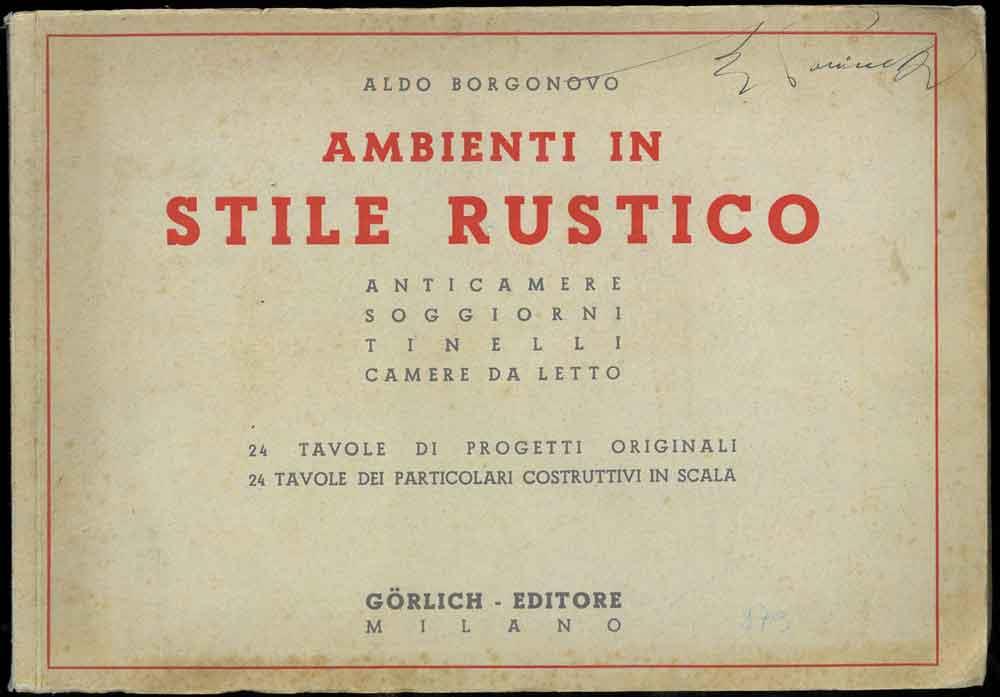 ALDO BORGONOVO
AMBIENTI IN
STILE RUSTICO
ANTICAMERE
SOGGIORNI
TINELLI
CAMERE DA LETTO
24 TAVOLE DI PROGETTI ORIGINALI
24 TAVOLE DEI PARTICOLARI COSTRUTTIVI IN SCALA
GÖRLICH - EDITORE
MILANO